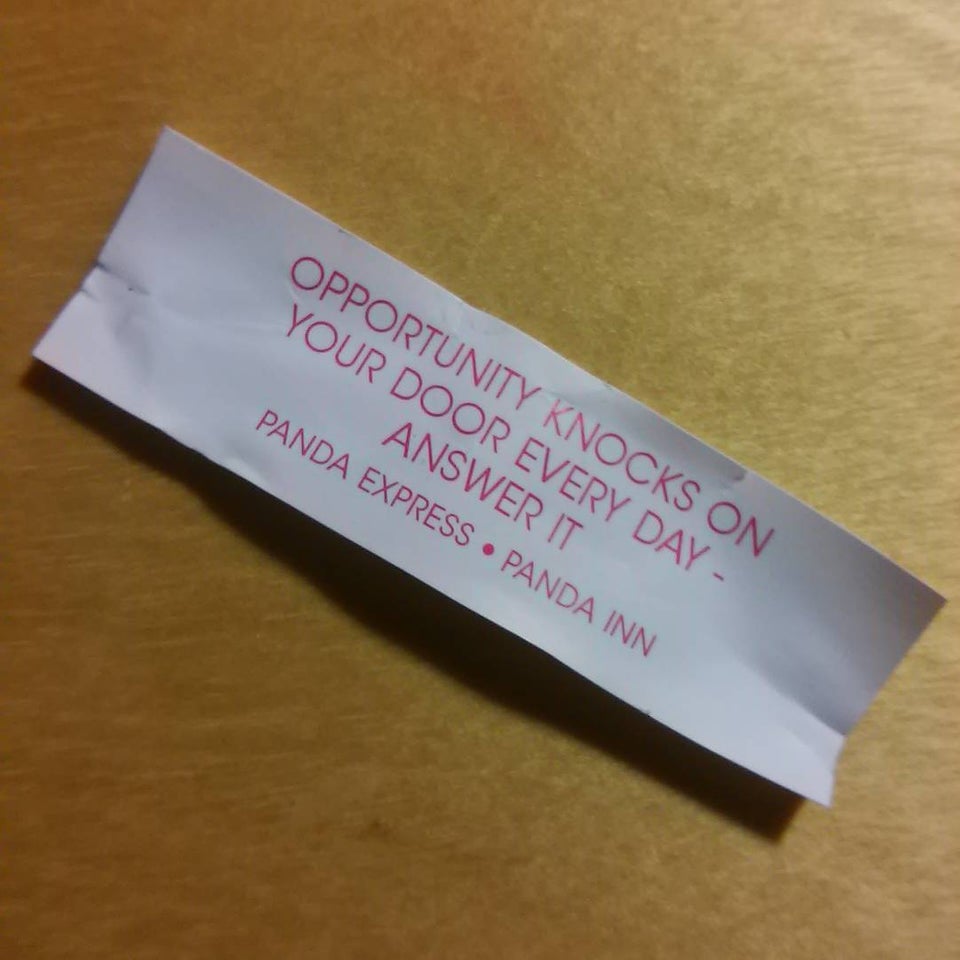 OPPORTUNITY KNOCKS ON
YOUR DOOR EVERY DAY -
ANSWER IT
PANDA EXPRESS • PANDA INN